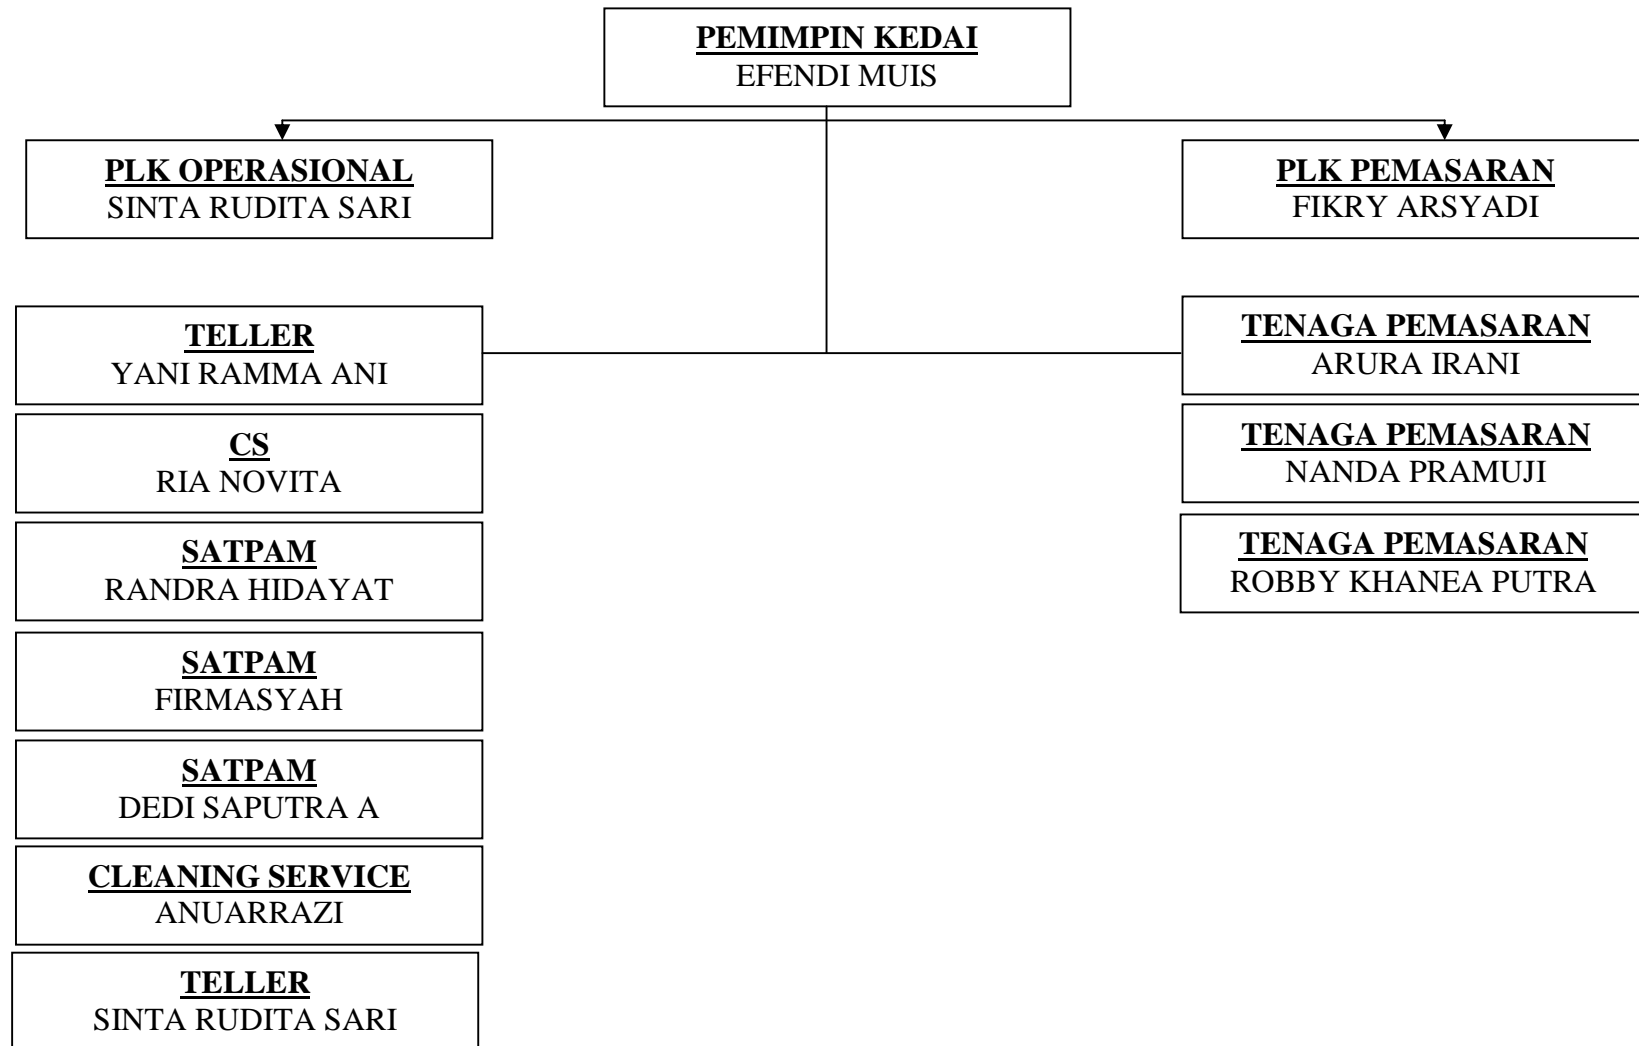 PEMIMPIN KEDAI
EFENDI MUIS
PLK OPERASIONAL
SINTA RUDITA SARI
PLK PEMASARAN
FIKRY ARSYADI
TELLER
YANI RAMMA ANI
CS
RIA NOVITA
SATPAM
RANDRA HIDAYAT
SATPAM
FIRMASYAH
SATPAM
DEDI SAPUTRA A
CLEANING SERVICE
ANUARRAZI
TELLER
SINTA RUDITA SARI
TENAGA PEMASARAN
ARURA IRANI
TENAGA PEMASARAN
NANDA PRAMUJI
TENAGA PEMASARAN
ROBBY KHANEA PUTRA